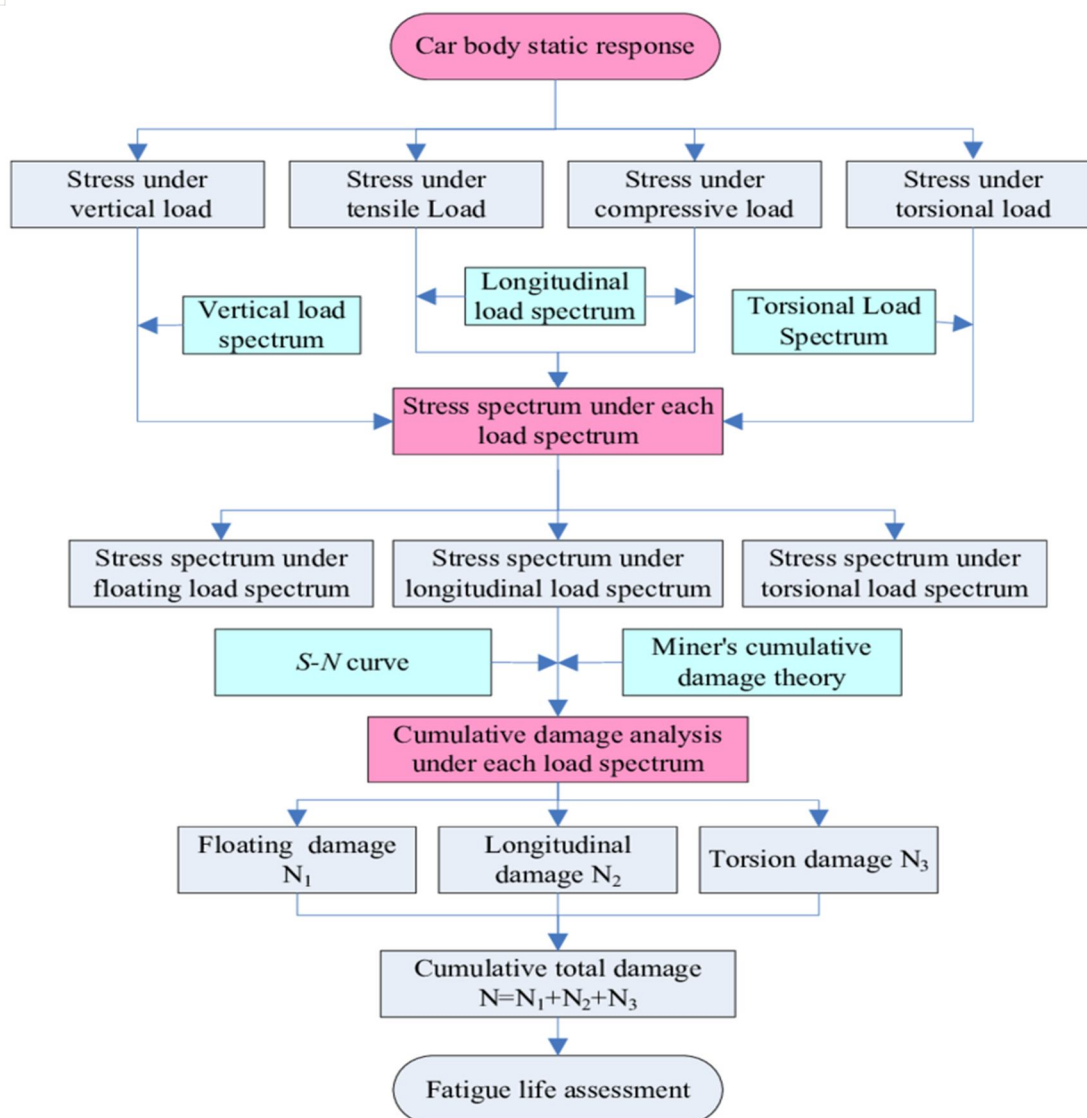 Car body static response
Stress under
vertical load
Stress under
tensile Load
Stress under
compressive load
Stress under
torsional load
Vertical load
spectrum
Longitudinal
load spectrum
Torsional Load
Spectrum
Stress spectrum under each
load spectrum
Stress spectrum under
floating load spectrum
Stress spectrum under
longitudinal load spectrum
Stress spectrum under
torsional load spectrum
S-N curve
Miner's cumulative
damage theory
Cumulative damage analysis
under each load spectrum
Floating damage
N₁
Longitudinal
damage N₂
Torsion damage N₃
Cumulative total damage
N=N₁+N₂+N₃
Fatigue life assessment